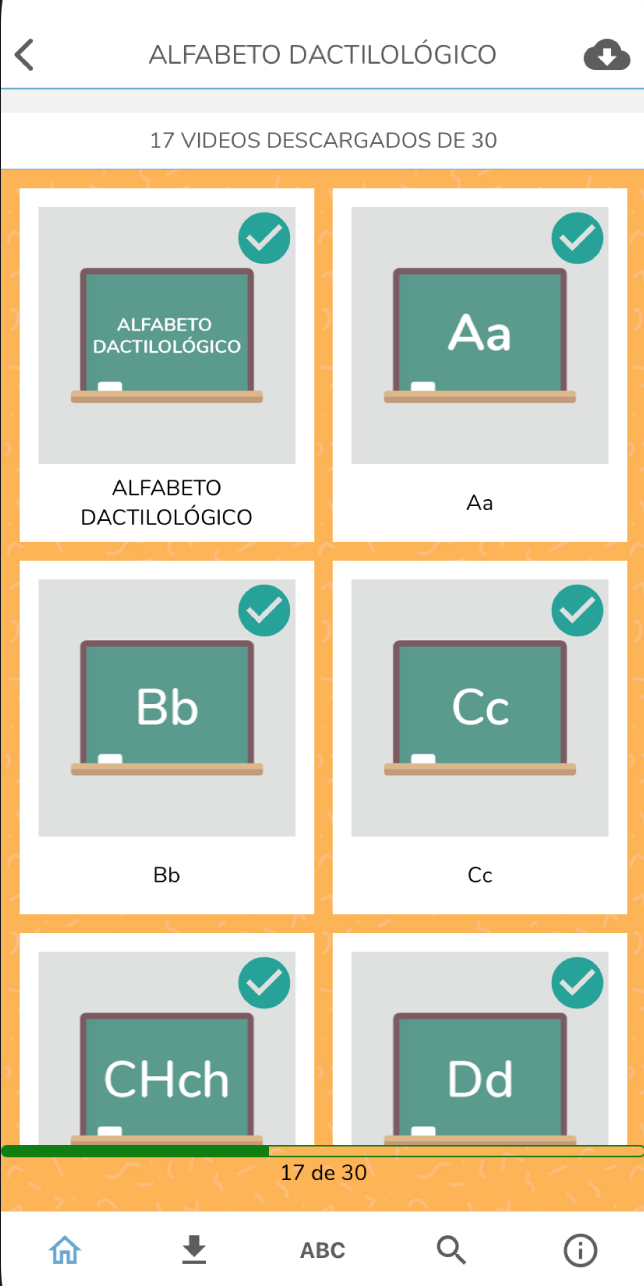 ALFABETO DACTILOLÓGICO
17 VIDEOS DESCARGADOS DE 30
ALFABETO
DACTILOLÓGICO
Aa
ALFABETO
DACTILOLÓGICO
Aa
Bb
Cc
Bb
Cc
CHch
Dd
17 de 30
ABC